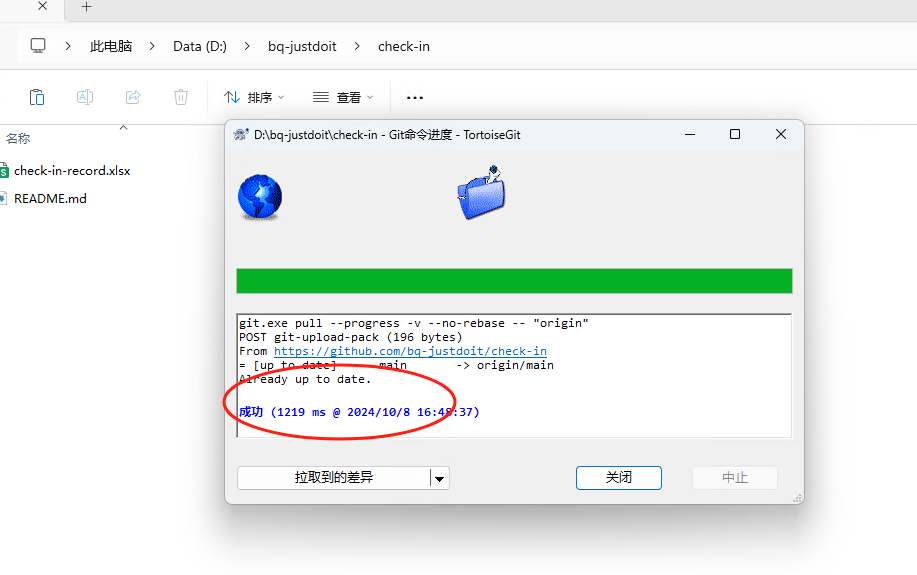 此电脑 Data (D:) bq-justdoit check-in
排序 查看
名称
check-in-record.xlsx
README.md
D:\bq-justdoit\check-in - Git命令进度 - TortoiseGit
git.exe pull --progress -v --no-rebase -- "origin"
POST git-upload-pack (196 bytes)
From https://github.com/bq-justdoit/check-in
= [up to date] main -> origin/main
Already up to date.
成功 (1219 ms @ 2024/10/8 16:48:37)
拉取到的差异 关闭 中止